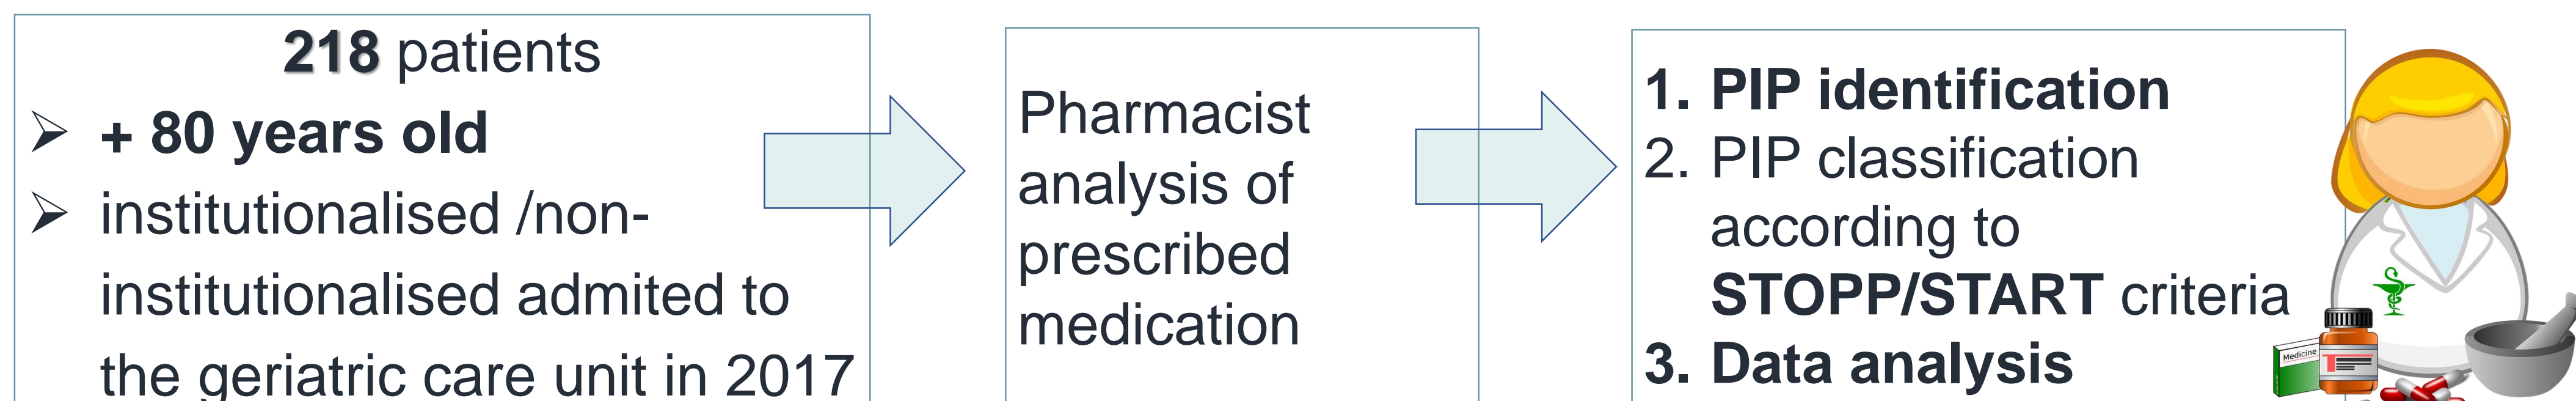 218 patients
➢ + 80 years old
➢ institutionalised /non-
institutionalised admited to
the geriatric care unit in 2017
Pharmacist
analysis of
prescribed
medication
1. PIP identification
2. PIP classification
according to
STOPP/START criteria
3. Data analysis
Medicine